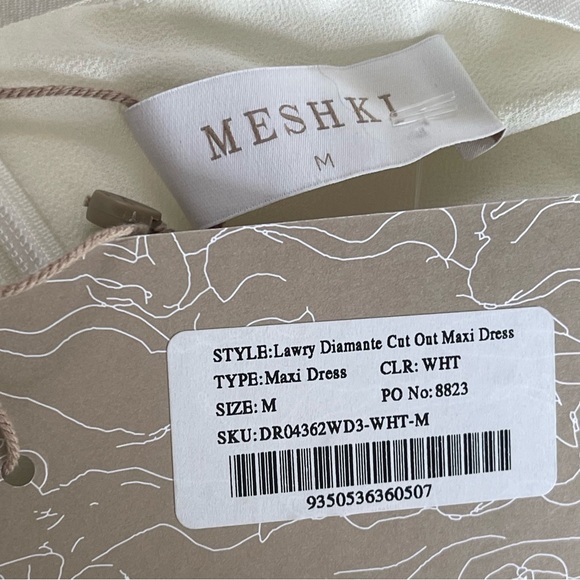 MESHKI
M
STYLE:Lawry Diamante Cut Out Maxi Dress
TYPE:Maxi Dress CLR: WHT
SIZE: M PO No: 8823
SKU: DR04362WD3-WHT-M
9350536360507